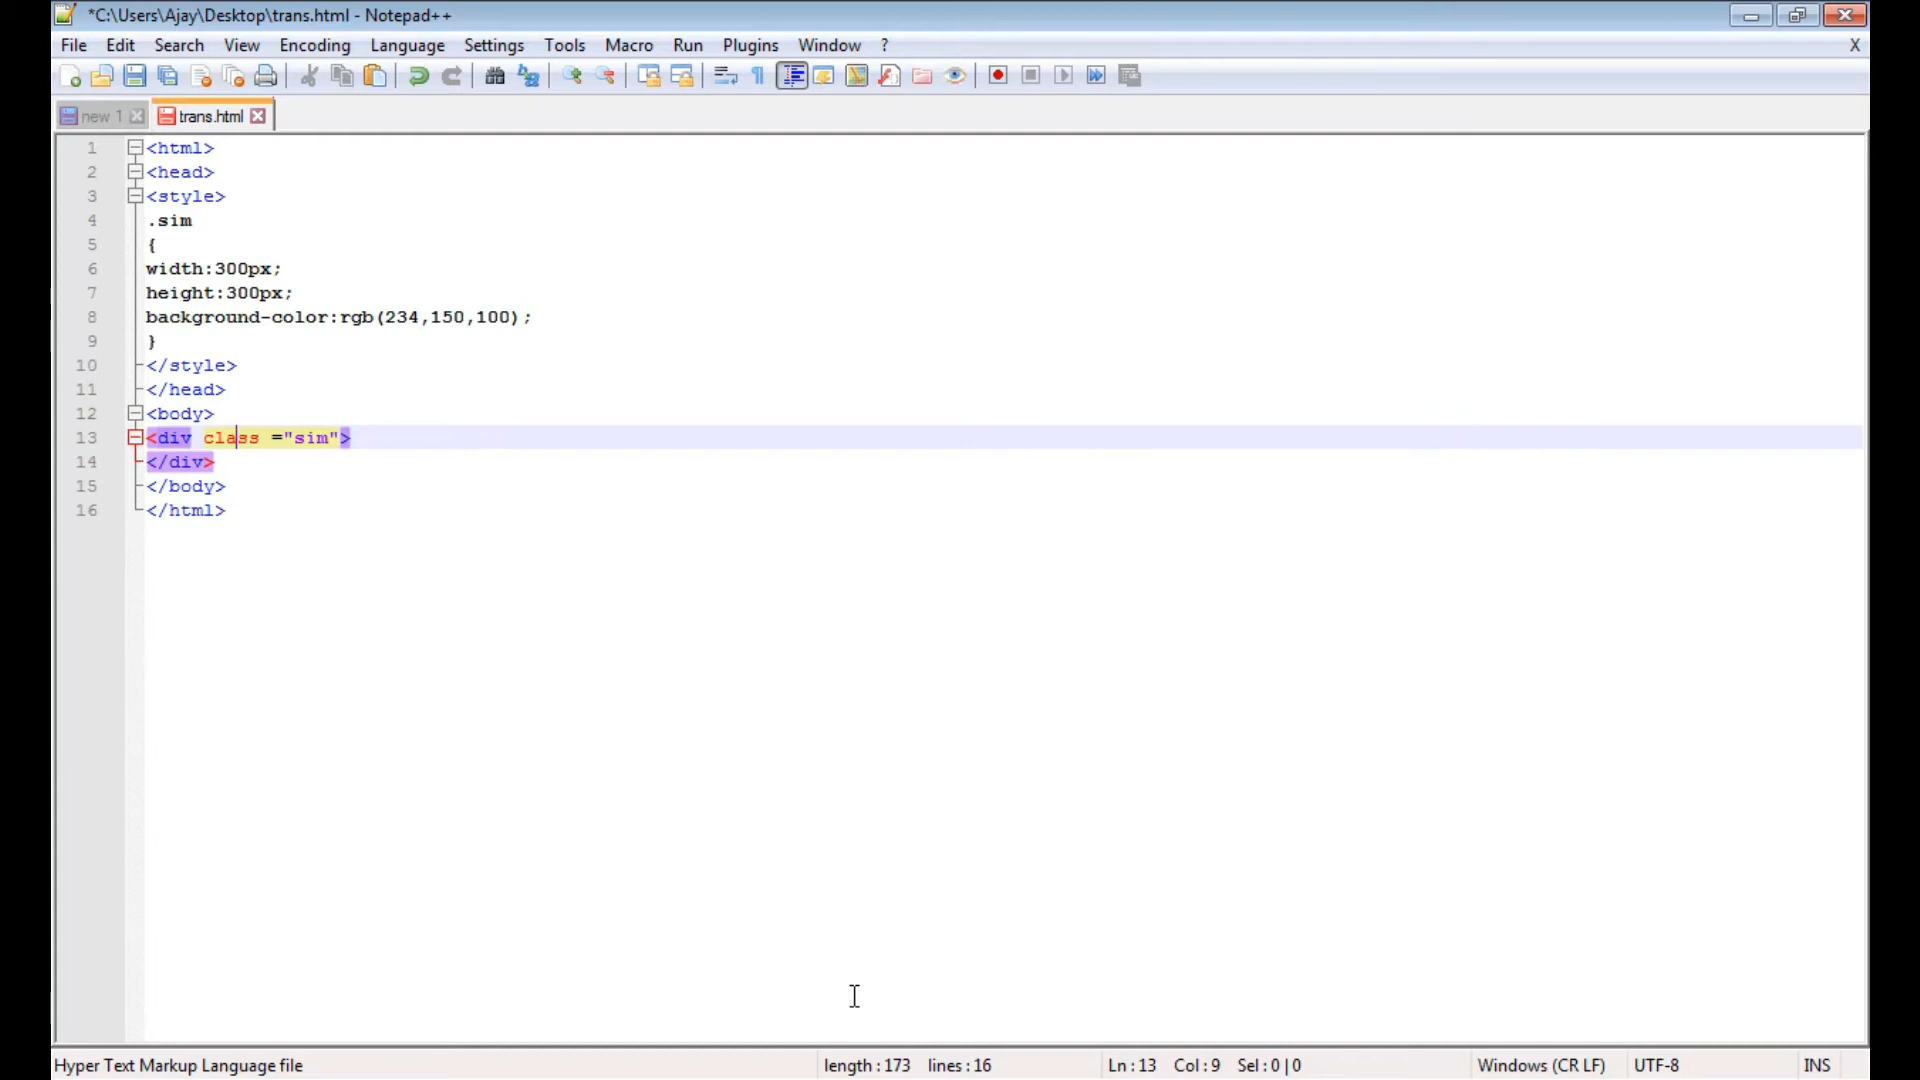 *C:\Users\Ajay\Desktop\trans.html - Notepad++
File Edit Search View Encoding Language Settings Tools Macro Run Plugins Window ? X
new 1 trans.html
1 <html>
2 <head>
3 <style>
4 .sim
5 {
6 width:300px;
7 height:300px;
8 background-color:rgb(234,150,100);
9 }
10 </style>
11 </head>
12 <body>
13 <div class ="sim">
14 </div>
15 </body>
16 </html>
Hyper Text Markup Language file length : 173 lines : 16 Ln : 13 Col : 9 Sel : 0 | 0 Windows (CR LF) UTF-8 INS